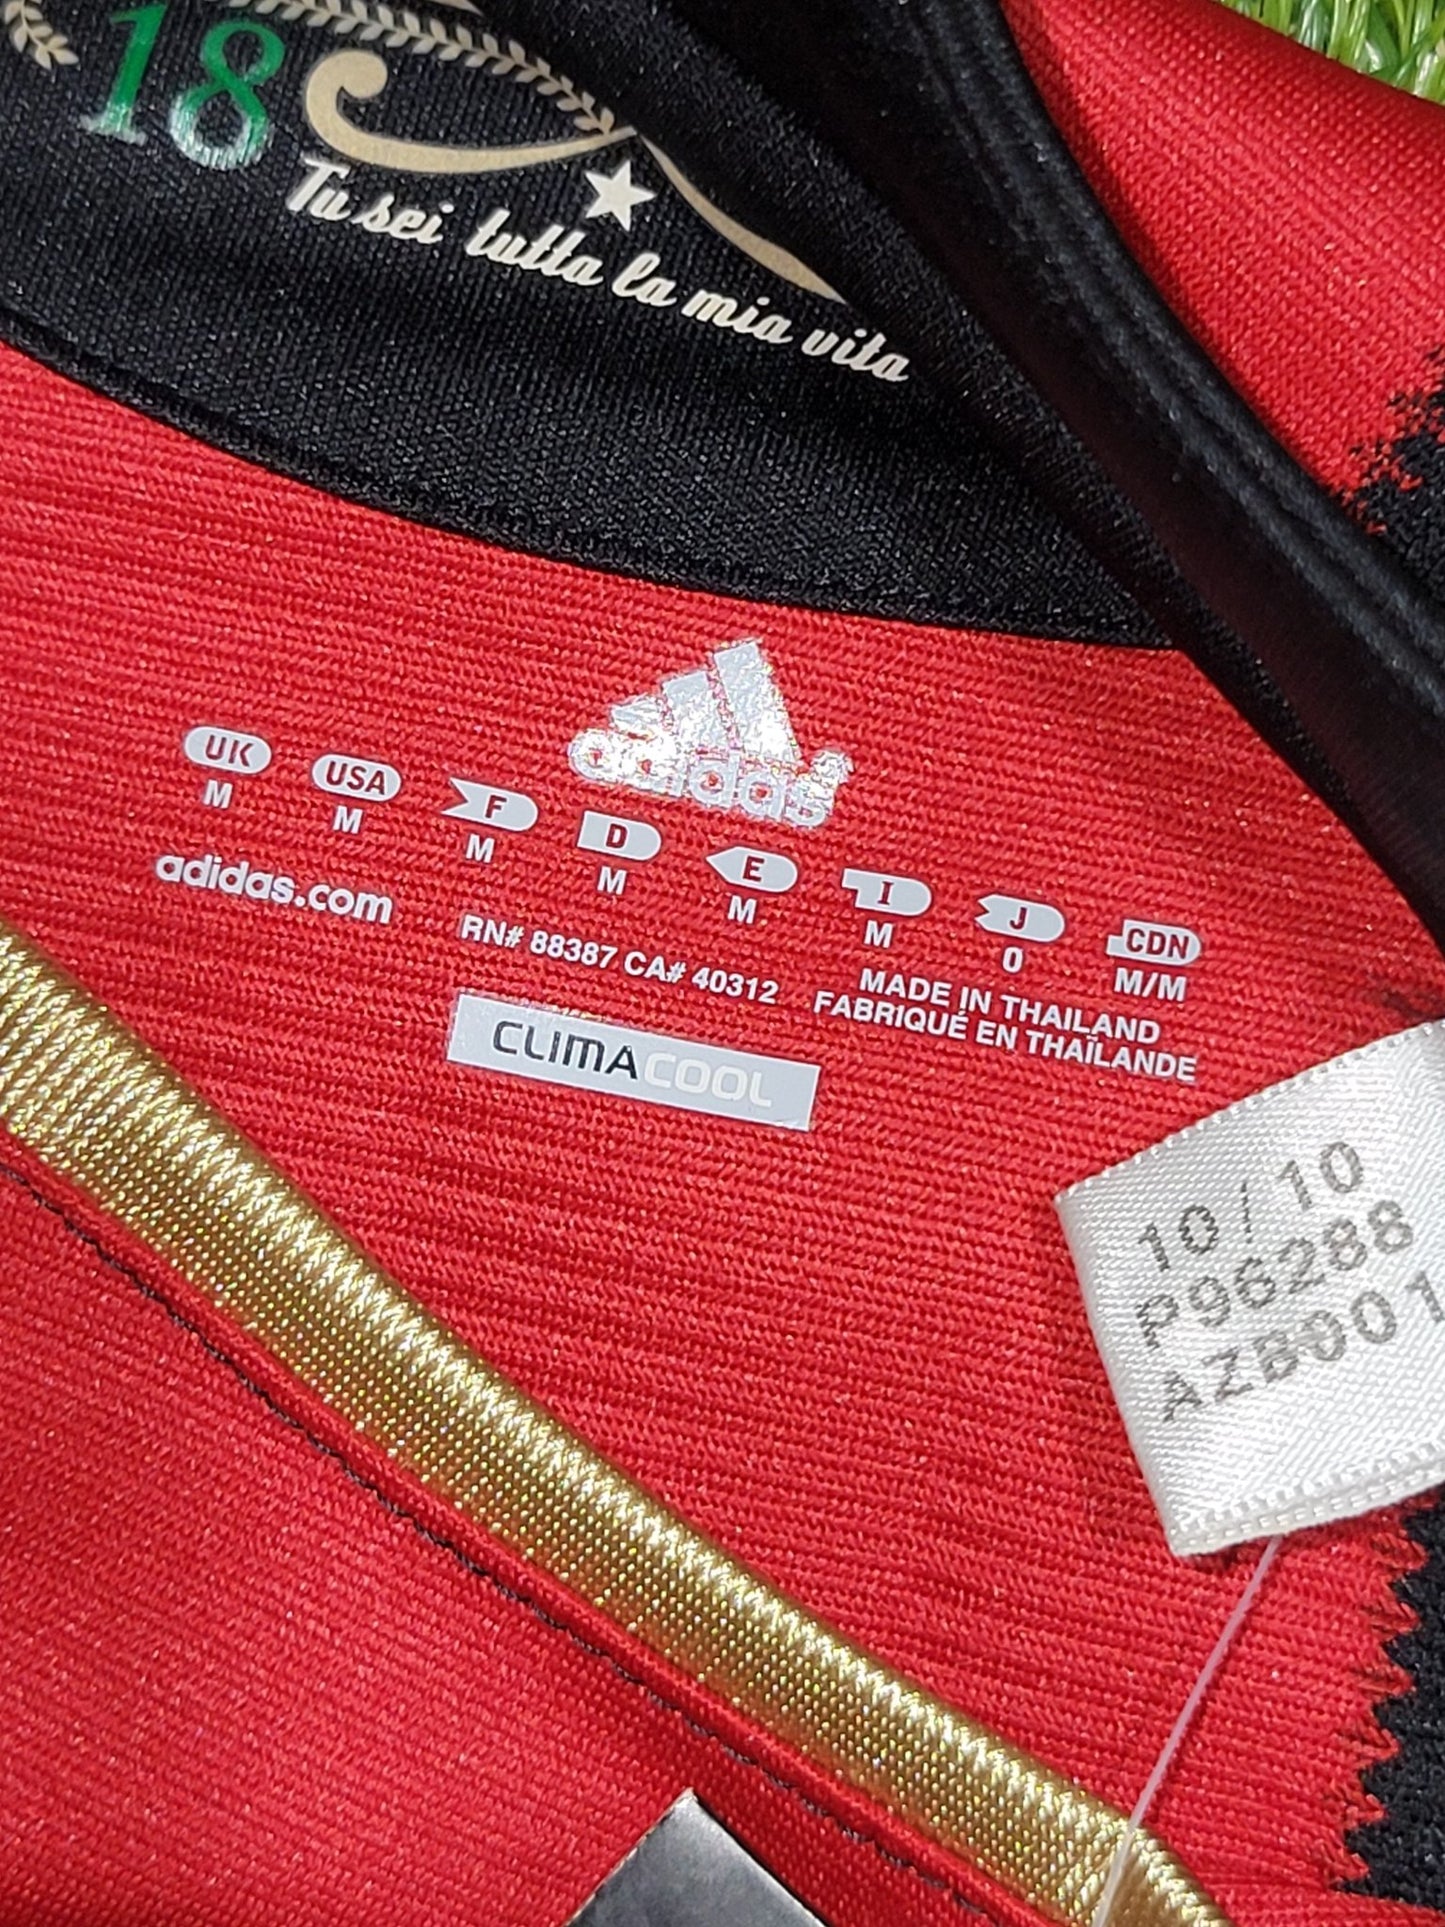 18
Tu sei tutta la mia vita
adidas
UK USA F D E I J CDN
M M M M M M O M/M
adidas.com
RN# 88387 CA# 40312
MADE IN THAILAND
FABRIQUÉ EN THAÏLANDE
CLIMACOOL
10/10
P96288
AZB001